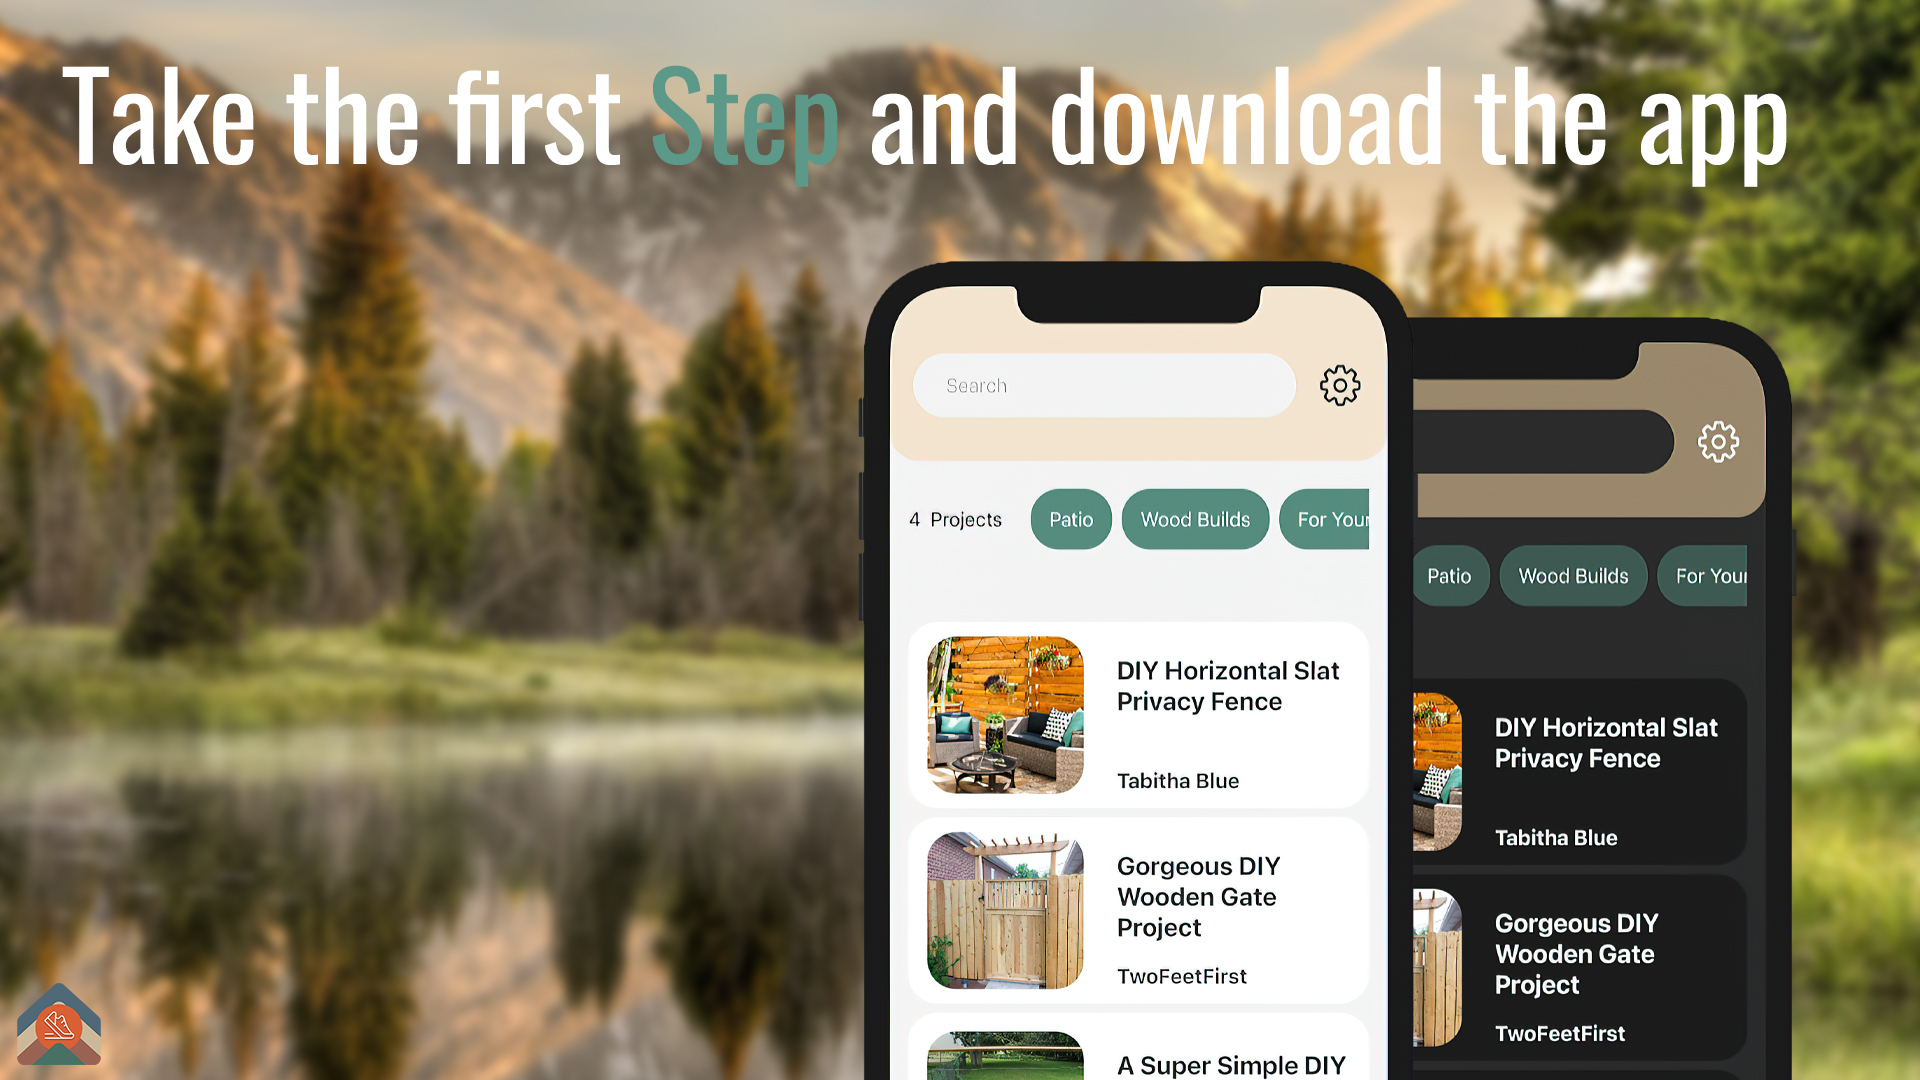 Take the first Step and download the app
Search
4 Projects
Patio
Wood Builds
For Your
DIY Horizontal Slat
Privacy Fence
Tabitha Blue
Gorgeous DIY
Wooden Gate
Project
TwoFeetFirst
A Super Simple DIY
Patio
Wood Builds
For Your
DIY Horizontal Slat
Privacy Fence
Tabitha Blue
Gorgeous DIY
Wooden Gate
Project
TwoFeetFirst